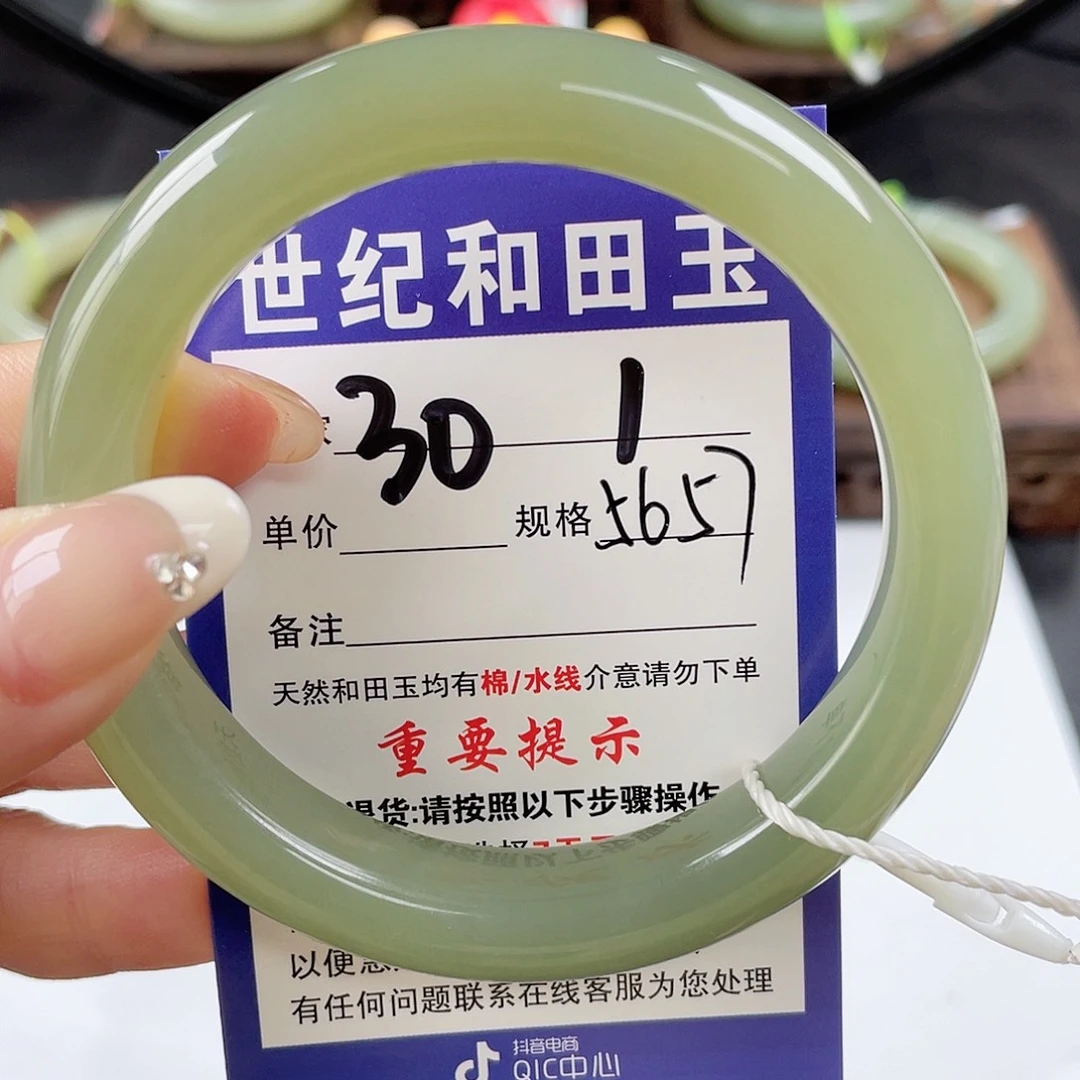 世纪和田玉
30 1
单价 规格 5657
备注
天然和田玉均有棉/水线介意请勿下单
重要提示
退货:请按照以下步骤操作
以便
有任何问题联系在线客服为您处理
抖音电商
QIC中心